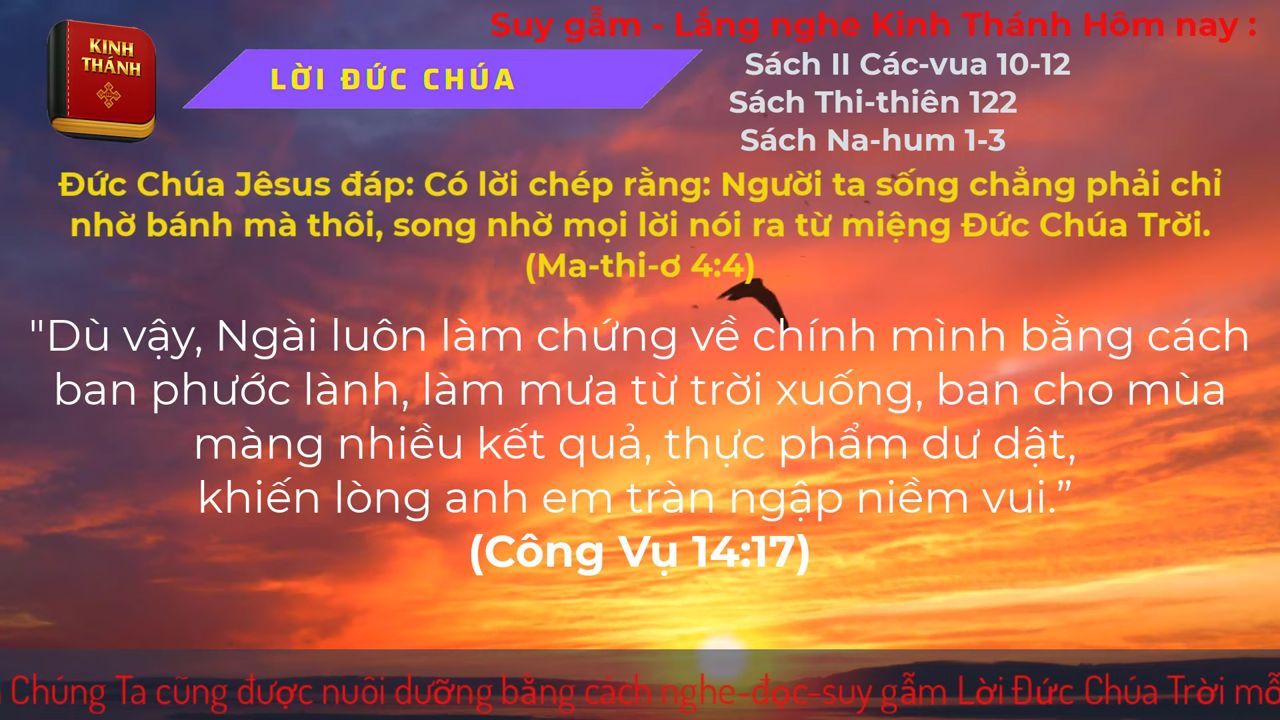 Suy gẫm - Lắng nghe Kinh Thánh Hôm nay :
KINH
THÁNH
LỜI ĐỨC CHÚA
Sách II Các-vua 10-12
Sách Thi-thiên 122
Sách Na-hum 1-3
Đức Chúa Jêsus đáp: Có lời chép rằng: Người ta sống chẳng phải chỉ
nhờ bánh mà thôi, song nhờ mọi lời nói ra từ miệng Đức Chúa Trời.
(Ma-thi-ơ 4:4)
"Dù vậy, Ngài luôn làm chứng về chính mình bằng cách
ban phước lành, làm mưa từ trời xuống, ban cho mùa
màng nhiều kết quả, thực phẩm dư dật,
khiến lòng anh em tràn ngập niềm vui.”
(Công Vụ 14:17)
Chúng Ta cũng được nuôi dưỡng bằng cách nghe-đọc-suy gẫm Lời Đức Chúa Trời